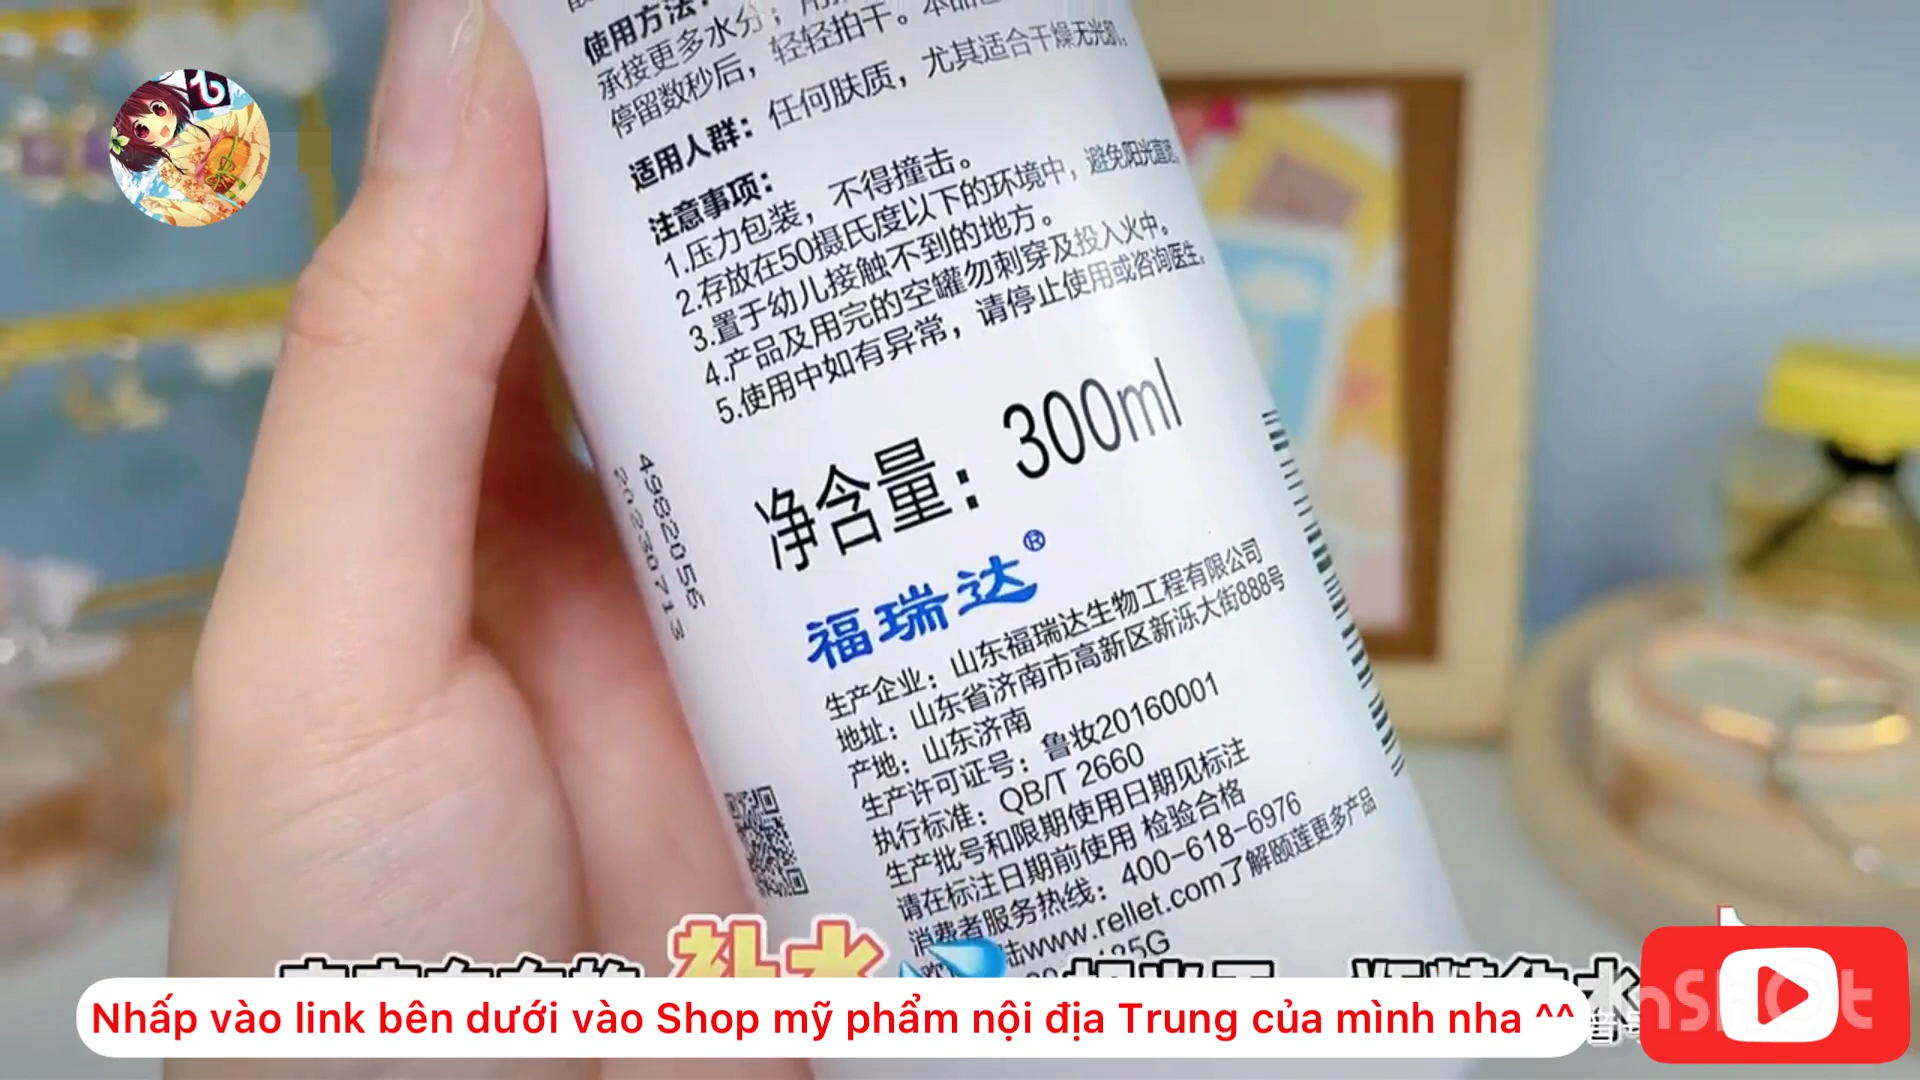 使用方法:
承接更多水分;
停留数秒后,轻轻拍干。本品
适用人群:任何肤质,尤其适合干燥无光肌。
注意事项:
1.压力包装,不得撞击。
2.存放在50摄氏度以下的环境中,避免阳光直
3.置于幼儿接触不到的地方。
4.产品及用完的空罐勿刺穿及投入火中。
5.使用中如有异常,请停止使用或咨询医生。
净含量:300ml
4982056
20230713
福瑞达®
生产企业:山东福瑞达生物工程有限公司
地址:山东省济南市高新区新泺大街888号
产地:山东济南
生产许可证号:鲁妆20160001
执行标准:QB/T 2660
生产批号和限期使用日期见标注
请在标注日期前使用 检验合格
消费者服务热线:400-618-6976
陆www.rellet.com了解颐莲更多产品
补水
Nhấp vào link bên dưới vào Shop mỹ phẩm nội địa Trung của mình nha ^^